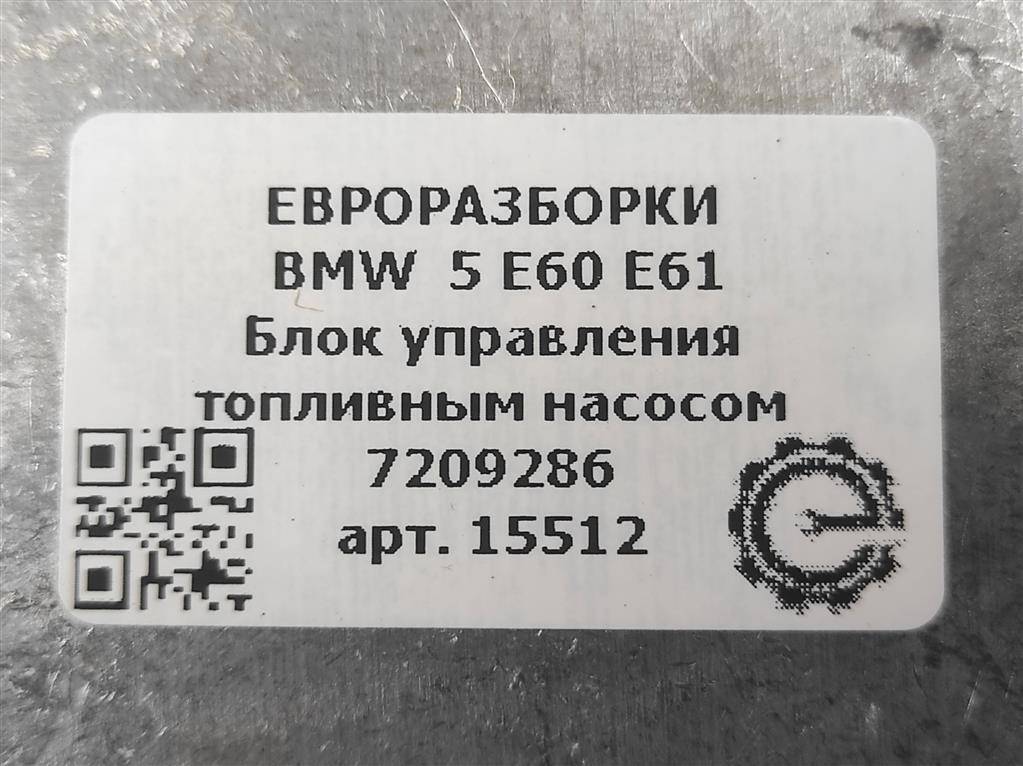 ЕВРОРАЗБОРКИ
BMW 5 E60 E61
Блок управления
топливным насосом
7209286
арт. 15512